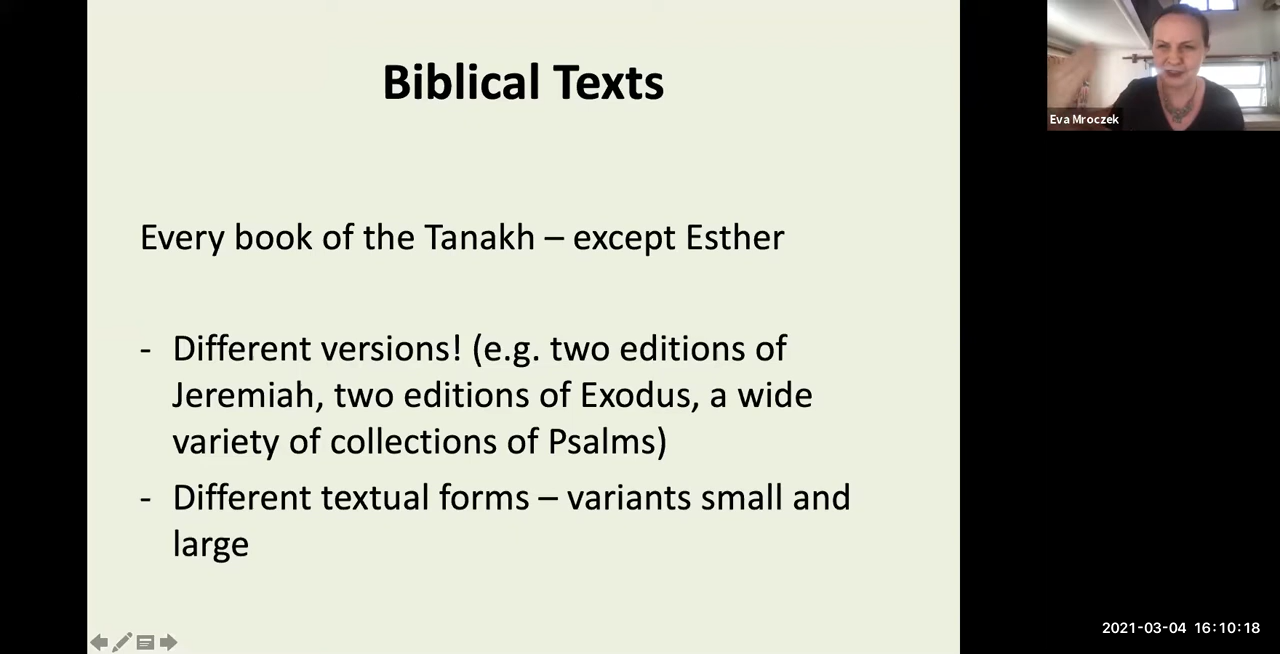 Biblical Texts
Eva Mroczek
Every book of the Tanakh – except Esther
- Different versions! (e.g. two editions of
Jeremiah, two editions of Exodus, a wide
variety of collections of Psalms)
- Different textual forms – variants small and
large
2021-03-04 16:10:18